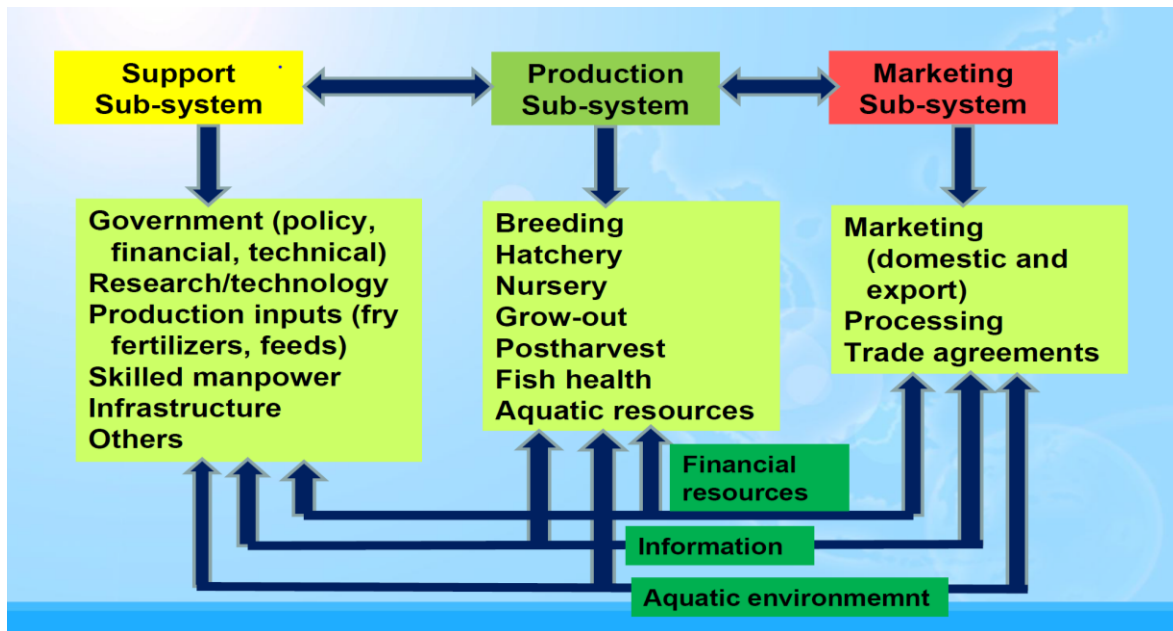 Support
Sub-system
Production
Sub-system
Marketing
Sub-system
Government (policy,
financial, technical)
Research/technology
Production inputs (fry
fertilizers, feeds)
Skilled manpower
Infrastructure
Others
Breeding
Hatchery
Nursery
Grow-out
Postharvest
Fish health
Aquatic resources
Marketing
(domestic and
export)
Processing
Trade agreements
Financial
resources
Information
Aquatic environmemnt